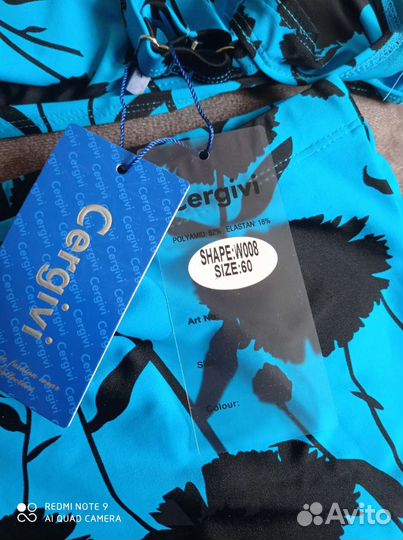 Cergivi
Cergivi
POLYAMID: 82% ELASTAN: 18%
SHAPE:W008
SIZE:60
Art N
S
Colour:
REDMI NOTE 9
AI QUAD CAMERA
Avito